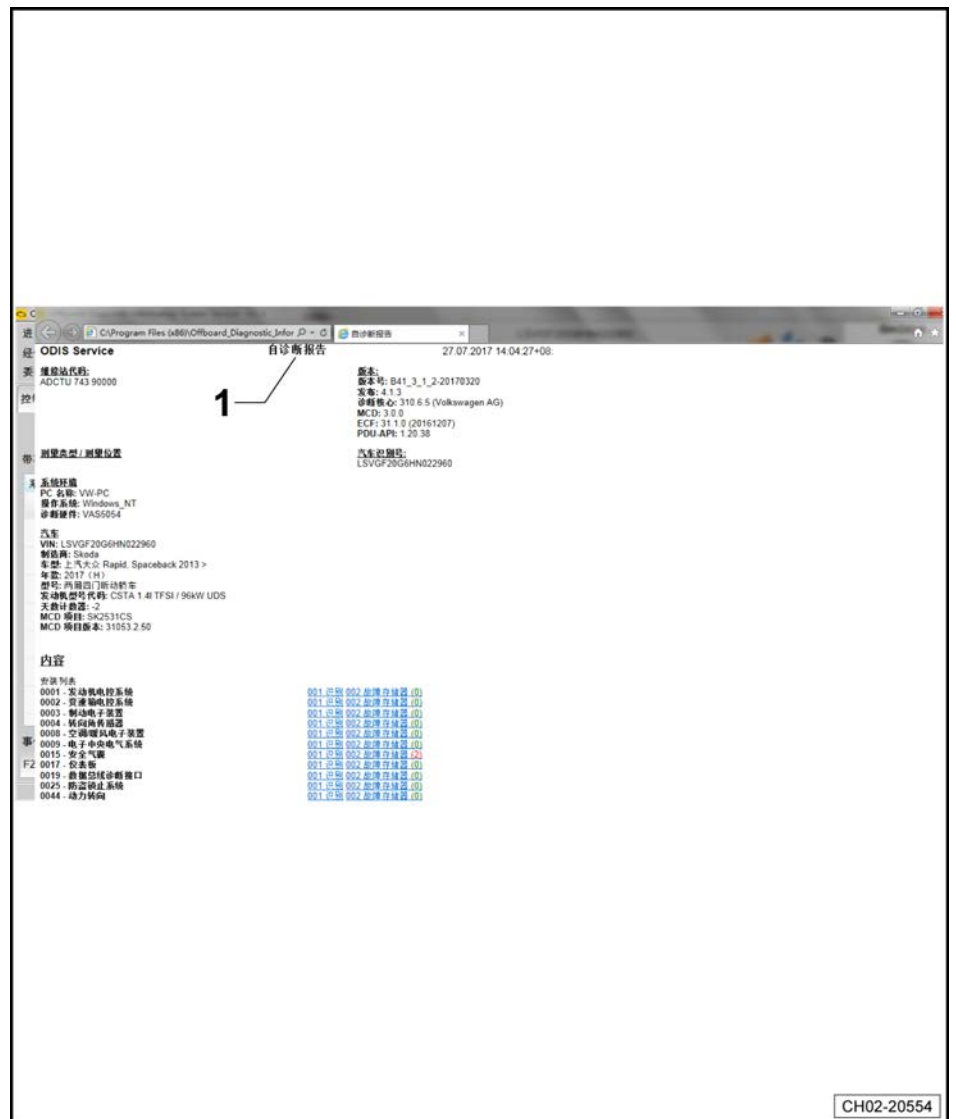 C:\Program Files (x86)\Offboard_Diagnostic_Infor
自诊断报告
ODIS Service 自诊断报告 27.07.2017 14:04:27+08:
1
维修站代码:
ADCTU 743 90000
版本:
版本号: B41_3_1_2-20170320
发布: 4.1.3
诊断核心: 310.6.5 (Volkswagen AG)
MCD: 3.0.0
ECF: 31.1.0 (20161207)
PDU-API: 1.20.38
测量类型 / 测量位置
汽车识别号:
LSVGF20G6HN022960
系统环境
PC 名称: VW-PC
操作系统: Windows_NT
诊断硬件: VAS5054
汽车
VIN: LSVGF20G6HN022960
制造商: Skoda
车型: 上汽大众 Rapid, Spaceback 2013 >
年款: 2017 (H)
型号: 两厢四门斯动轿车
发动机型号代码: CSTA 1.4l TFSI / 96kW UDS
天数计数器: -2
MCD 项目: SK2531CS
MCD 项目版本: 31053.2.50
内容
安装列表
0001 - 发动机电控系统 001 识别 002 故障存储器 (0)
0002 - 变速箱电控系统 001 识别 002 故障存储器 (0)
0003 - 制动电子装置 001 识别 002 故障存储器 (0)
0004 - 转向角传感器 001 识别 002 故障存储器 (0)
0008 - 空调/暖风电子装置 001 识别 002 故障存储器 (0)
0009 - 电子中央电气系统 001 识别 002 故障存储器 (0)
0015 - 安全气囊 001 识别 002 故障存储器 (2)
0017 - 仪表板 001 识别 002 故障存储器 (0)
0019 - 数据总线诊断接口 001 识别 002 故障存储器 (0)
0025 - 防盗锁止系统 001 识别 002 故障存储器 (0)
0044 - 动力转向 001 识别 002 故障存储器 (0)
CH02-20554